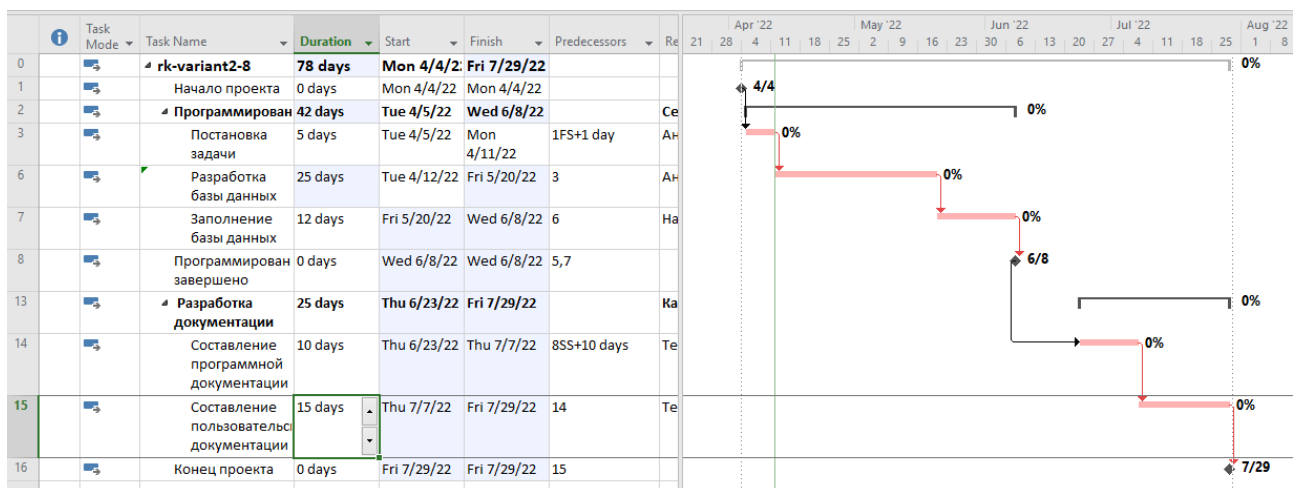 Apr '22 May '22 Jun '22 Jul '22 Aug '22
Task Mode Task Name Duration Start Finish Predecessors Re 21 28 4 11 18 25 2 9 16 23 30 6 13 20 27 4 11 18 25 1 8
0 rk-variant2-8 78 days Mon 4/4/2 Fri 7/29/22 0%
1 Начало проекта 0 days Mon 4/4/22 Mon 4/4/22 4/4
2 Программирован 42 days Tue 4/5/22 Wed 6/8/22 Се 0%
3 Постановка 5 days Tue 4/5/22 Mon 1FS+1 day Ан 0%
задачи 4/11/22
6 Разработка 25 days Tue 4/12/22 Fri 5/20/22 3 Ан 0%
базы данных
7 Заполнение 12 days Fri 5/20/22 Wed 6/8/22 6 На 0%
базы данных
8 Программирован 0 days Wed 6/8/22 Wed 6/8/22 5,7 6/8
завершено
13 Разработка 25 days Thu 6/23/22 Fri 7/29/22 Ка 0%
документации
14 Составление 10 days Thu 6/23/22 Thu 7/7/22 8SS+10 days Те 0%
программной
документации
15 Составление 15 days Thu 7/7/22 Fri 7/29/22 14 Те 0%
пользовательс
документации
16 Конец проекта 0 days Fri 7/29/22 Fri 7/29/22 15 7/29